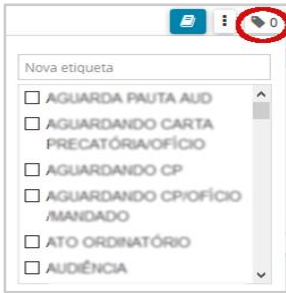 0
Nova etiqueta
AGUARDA PAUTA AUD
AGUARDANDO CARTA
PRECATÓRIA/OFÍCIO
AGUARDANDO CP
AGUARDANDO CP/OFÍCIO
/MANDADO
ATO ORDINATÓRIO
AUDIÊNCIA